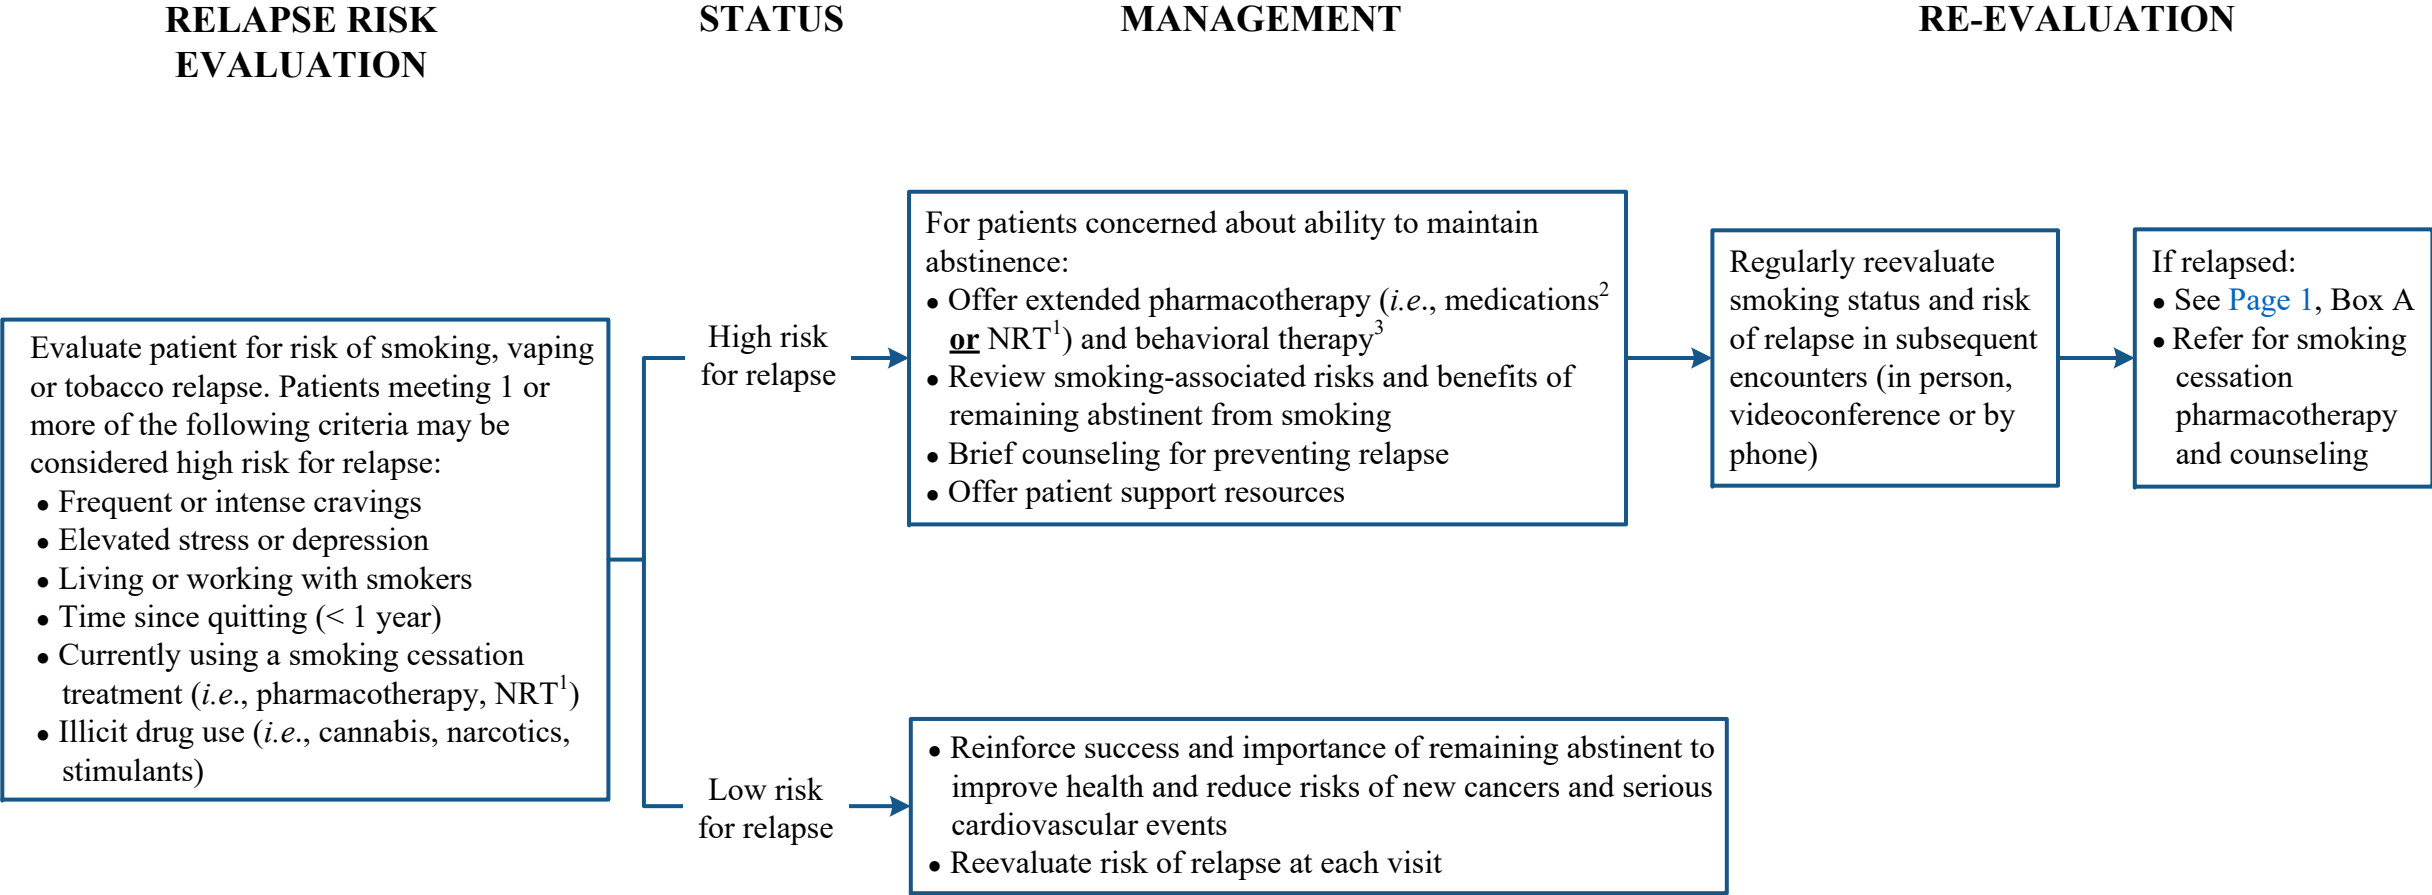 RELAPSE RISK
EVALUATION
STATUS
MANAGEMENT
RE-EVALUATION
Evaluate patient for risk of smoking, vaping
or tobacco relapse. Patients meeting 1 or
more of the following criteria may be
considered high risk for relapse:
● Frequent or intense cravings
● Elevated stress or depression
● Living or working with smokers
● Time since quitting (< 1 year)
● Currently using a smoking cessation
treatment (i.e., pharmacotherapy, NRT¹)
● Illicit drug use (i.e., cannabis, narcotics,
stimulants)
High risk
for relapse
For patients concerned about ability to maintain
abstinence:
● Offer extended pharmacotherapy (i.e., medications²
or NRT¹) and behavioral therapy³
● Review smoking-associated risks and benefits of
remaining abstinent from smoking
● Brief counseling for preventing relapse
● Offer patient support resources
Regularly reevaluate
smoking status and risk
of relapse in subsequent
encounters (in person,
videoconference or by
phone)
If relapsed:
● See Page 1, Box A
● Refer for smoking
cessation
pharmacotherapy
and counseling
Low risk
for relapse
● Reinforce success and importance of remaining abstinent to
improve health and reduce risks of new cancers and serious
cardiovascular events
● Reevaluate risk of relapse at each visit